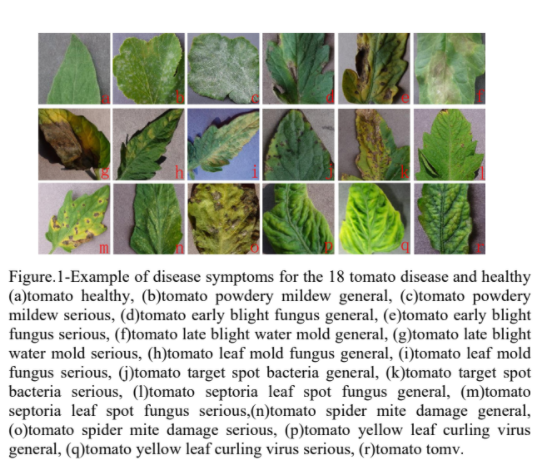 a b c d e f
g h i j k l
m n o p q r
Figure.1-Example of disease symptoms for the 18 tomato disease and healthy
(a)tomato healthy, (b)tomato powdery mildew general, (c)tomato powdery
mildew serious, (d)tomato early blight fungus general, (e)tomato early blight
fungus serious, (f)tomato late blight water mold general, (g)tomato late blight
water mold serious, (h)tomato leaf mold fungus general, (i)tomato leaf mold
fungus serious, (j)tomato target spot bacteria general, (k)tomato target spot
bacteria serious, (l)tomato septoria leaf spot fungus general, (m)tomato
septoria leaf spot fungus serious,(n)tomato spider mite damage general,
(o)tomato spider mite damage serious, (p)tomato yellow leaf curling virus
general, (q)tomato yellow leaf curling virus serious, (r)tomato tomv.